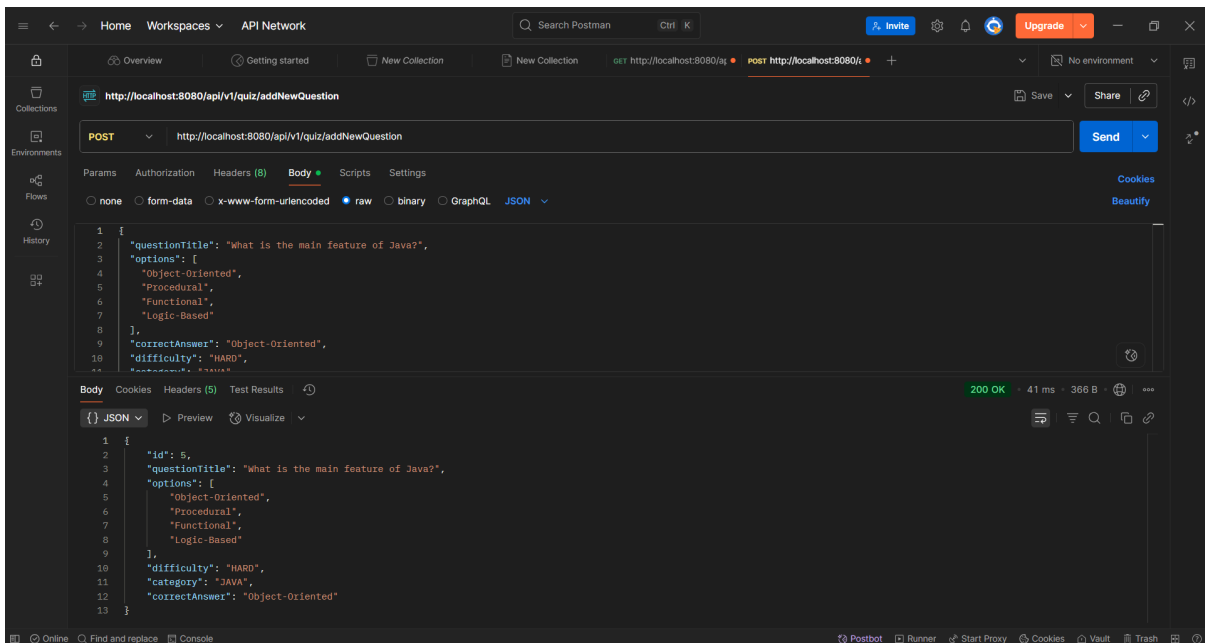 Home Workspaces API Network Search Postman Ctrl K Invite Upgrade
Overview Getting started New Collection New Collection GET http://localhost:8080/ap POST http://localhost:8080/a No environment
Collections
Environments
Flows
History
HTTP http://localhost:8080/api/v1/quiz/addNewQuestion Save Share
POST http://localhost:8080/api/v1/quiz/addNewQuestion Send
Params Authorization Headers (8) Body Scripts Settings Cookies
none form-data x-www-form-urlencoded raw binary GraphQL JSON Beautify
1 {
2 "questionTitle": "What is the main feature of Java?",
3 "options": [
4 "Object-Oriented",
5 "Procedural",
6 "Functional",
7 "Logic-Based"
8 ],
9 "correctAnswer": "Object-Oriented",
10 "difficulty": "HARD",
11 "category": "JAVA"
Body Cookies Headers (5) Test Results 200 OK 41 ms 366 B
{} JSON Preview Visualize
1 {
2 "id": 5,
3 "questionTitle": "What is the main feature of Java?",
4 "options": [
5 "Object-Oriented",
6 "Procedural",
7 "Functional",
8 "Logic-Based"
9 ],
10 "difficulty": "HARD",
11 "category": "JAVA",
12 "correctAnswer": "Object-Oriented"
13 }
Online Find and replace Console Postbot Runner Start Proxy Cookies Vault Trash